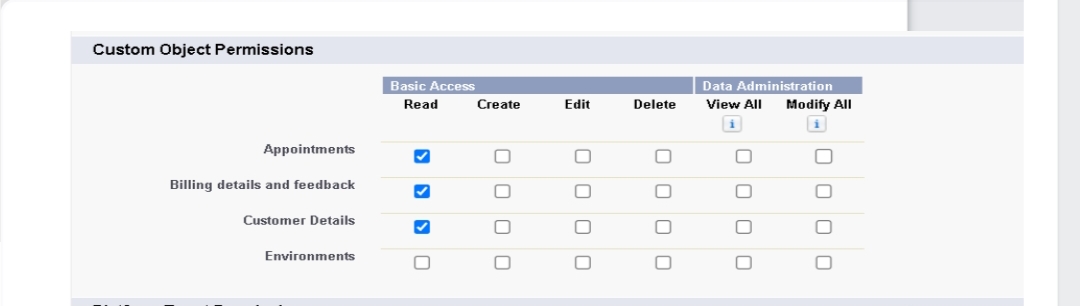 Custom Object Permissions
Basic Access Data Administration
Read Create Edit Delete View All Modify All
i i
Appointments
Billing details and feedback
Customer Details
Environments